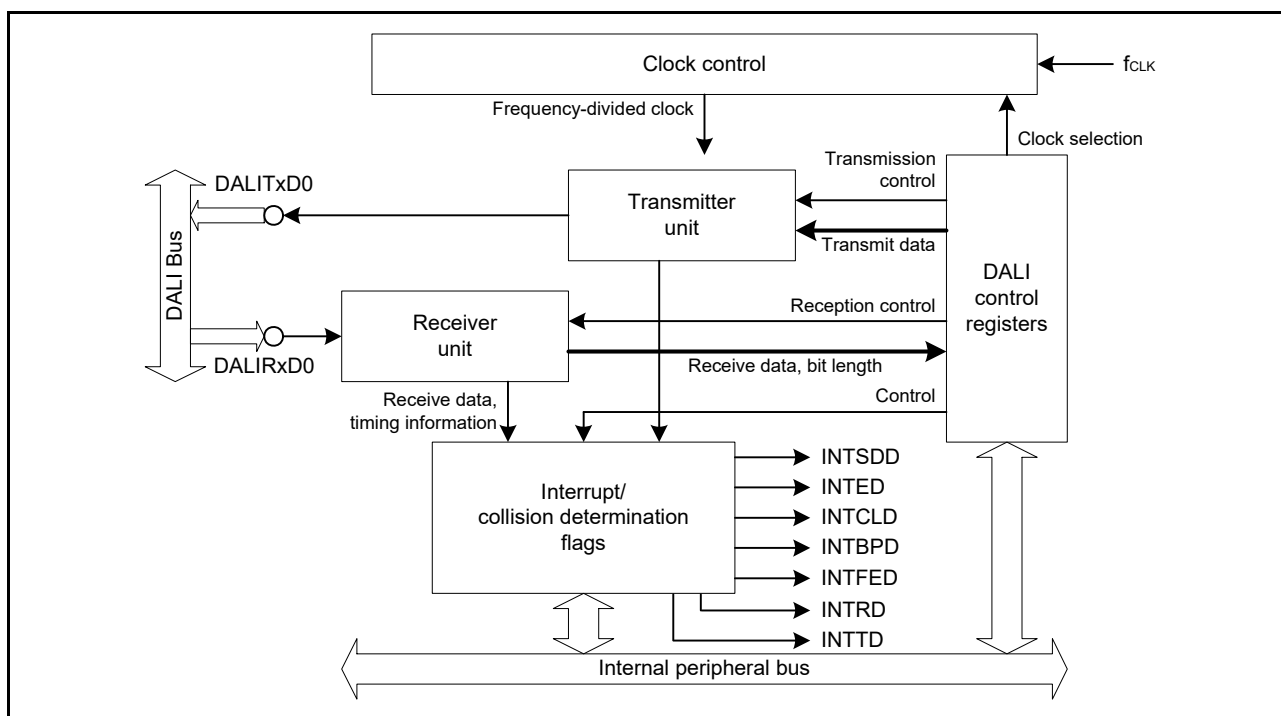 Clock control
fCLK
Frequency-divided clock
Clock selection
Transmission
control
DALITxD0
Transmitter
unit
Transmit data
DALI Bus
DALI
control
registers
Reception control
Receiver
unit
DALIRxD0
Receive data, bit length
Receive data,
timing information
Control
Interrupt/
collision determination
flags
INTSDD
INTED
INTCLD
INTBPD
INTFED
INTRD
INTTD
Internal peripheral bus